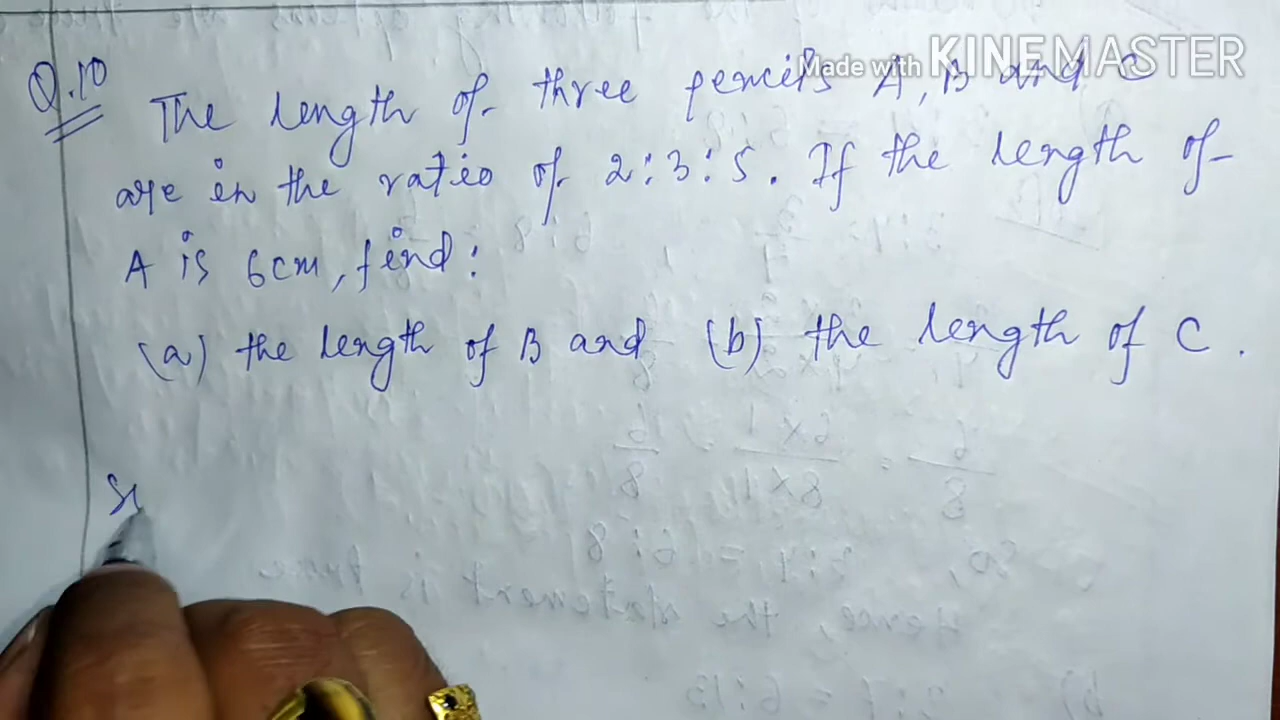 Made with KINEMASTER
Q.10
The length of three pencils A, B and C
are in the ratio of 2:3:5. If the length of
A is 6cm, find:
(a) the length of B and (b) the length of C.